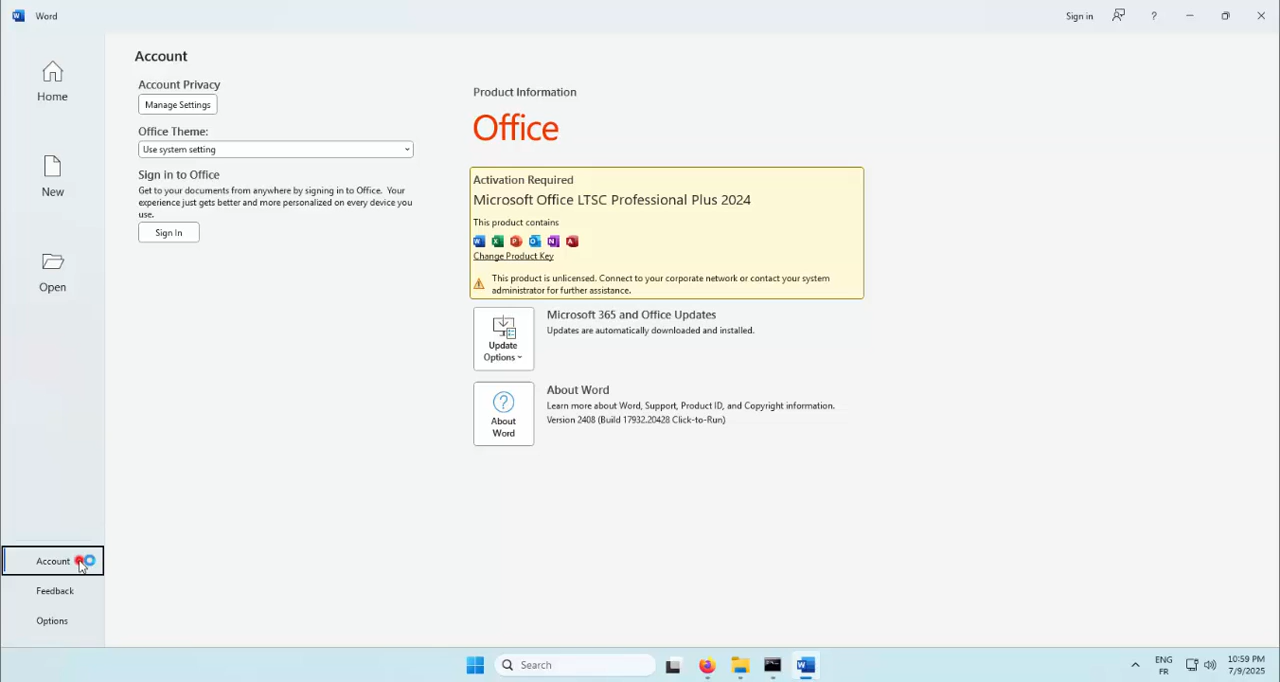 Word
Sign in
?
Home
New
Open
Account
Feedback
Options
Account
Account Privacy
Manage Settings
Office Theme:
Use system setting
Sign in to Office
Get to your documents from anywhere by signing in to Office. Your
experience just gets better and more personalized on every device you
use.
Sign In
Product Information
Office
Activation Required
Microsoft Office LTSC Professional Plus 2024
This product contains
Change Product Key
This product is unlicensed. Connect to your corporate network or contact your system
administrator for further assistance.
Update
Options
Microsoft 365 and Office Updates
Updates are automatically downloaded and installed.
About
Word
About Word
Learn more about Word, Support, Product ID, and Copyright information.
Version 2408 (Build 17932.20428 Click-to-Run)
Search
ENG
FR
10:59 PM
7/9/2025